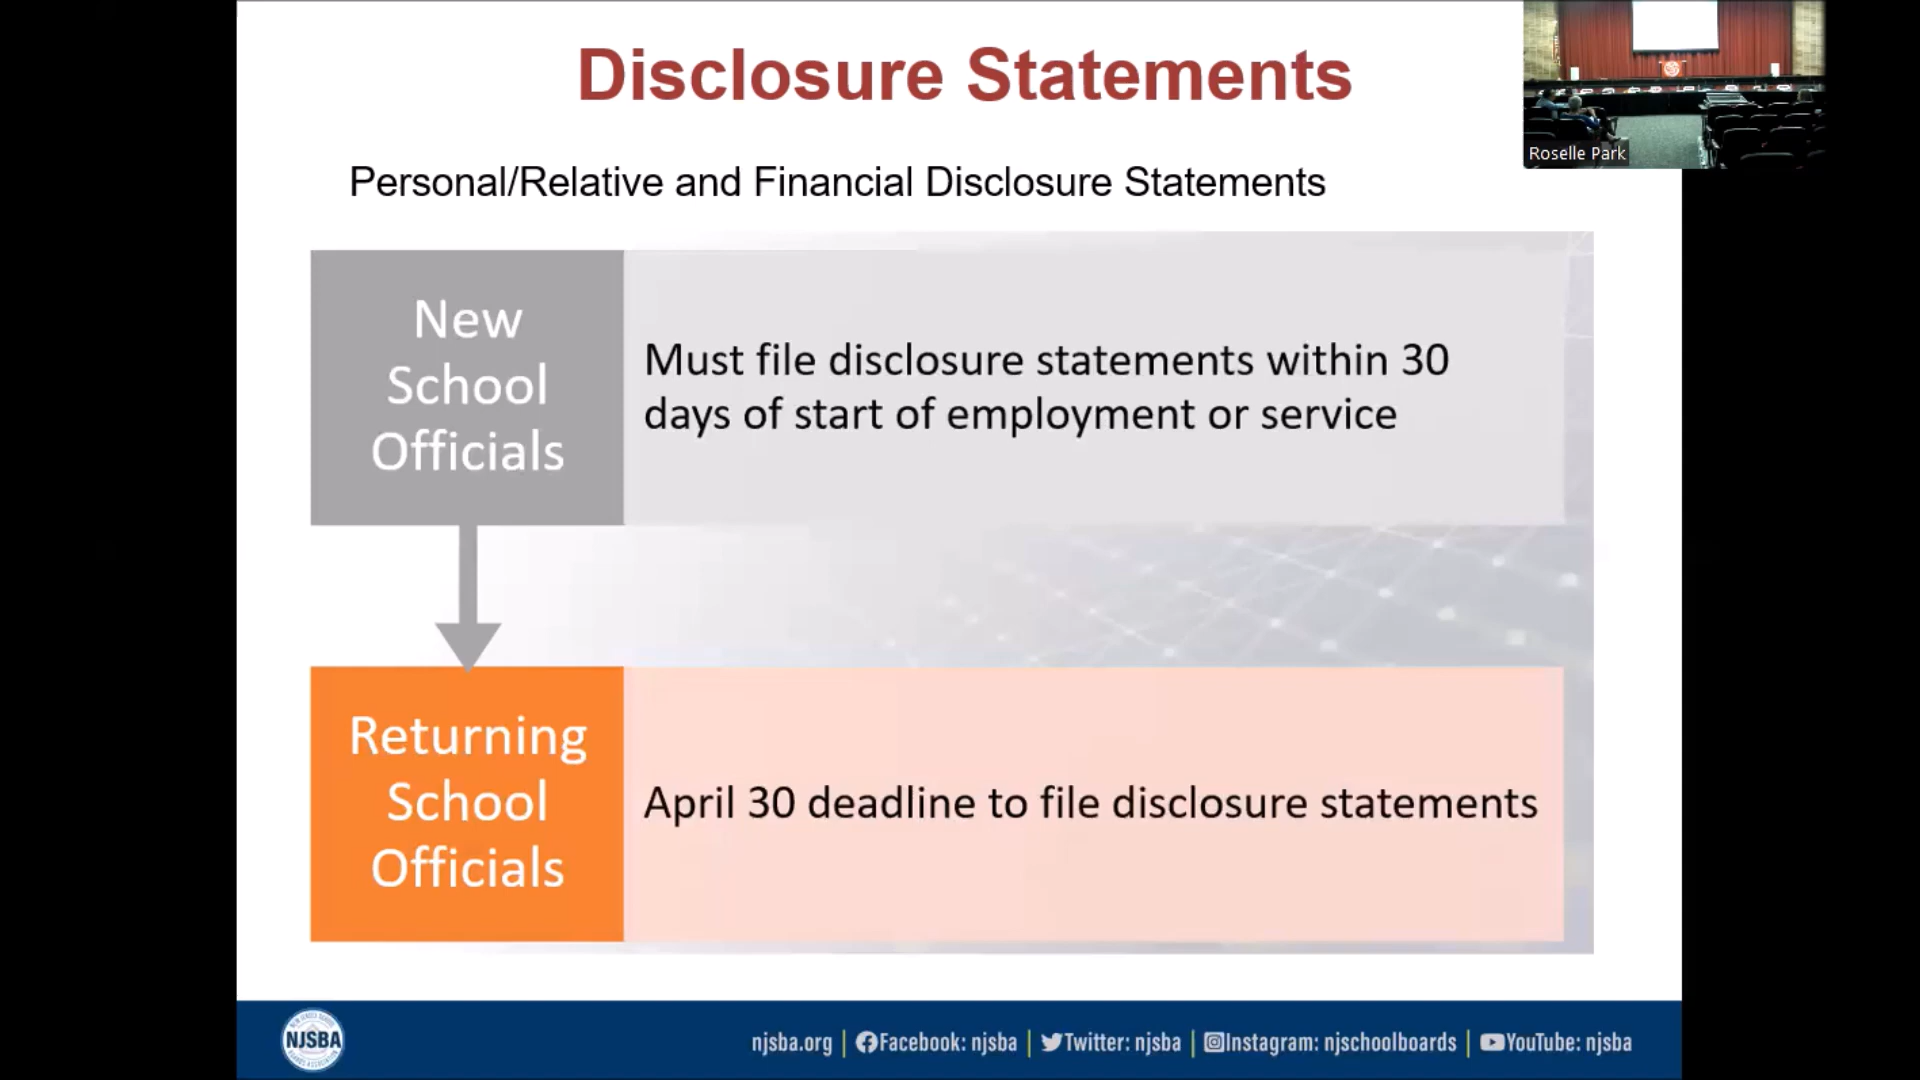 Disclosure Statements
Roselle Park
Personal/Relative and Financial Disclosure Statements
New
School
Officials
Must file disclosure statements within 30
days of start of employment or service
Returning
School
Officials
April 30 deadline to file disclosure statements
NJSBA
njsba.org | Facebook: njsba | Twitter: njsba | Instagram: njschoolboards | YouTube: njsba